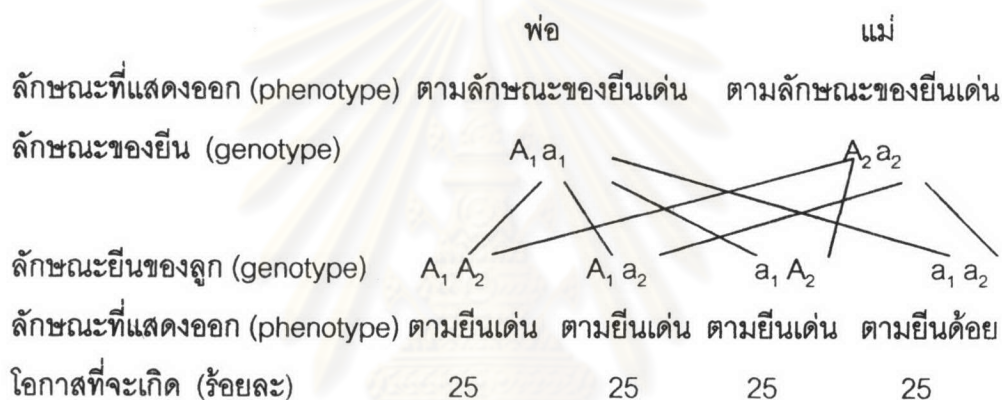 พ่อ แม่
ลักษณะที่แสดงออก (phenotype) ตามลักษณะของยีนเด่น ตามลักษณะของยีนเด่น
ลักษณะของยีน (genotype) A₁ a₁ A₂ a₂
ลักษณะยีนของลูก (genotype) A₁ A₂ A₁ a₂ a₁ A₂ a₁ a₂
ลักษณะที่แสดงออก (phenotype) ตามยีนเด่น ตามยีนเด่น ตามยีนเด่น ตามยีนด้อย
โอกาสที่จะเกิด (ร้อยละ) 25 25 25 25